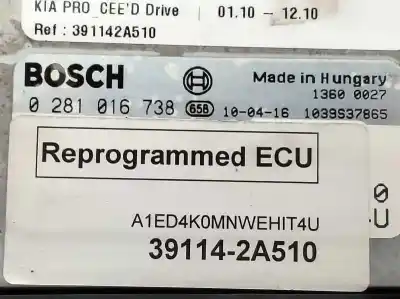 KIA PRO_CEE'D Drive 01.10 - 12.10
Ref : 391142A510
BOSCH Made in Hungary
1360 0027
0 281 016 738 658 10-04-16 1039S37865
Reprogrammed ECU
0
A1ED4K0MNWEHIT4U U
39114-2A510